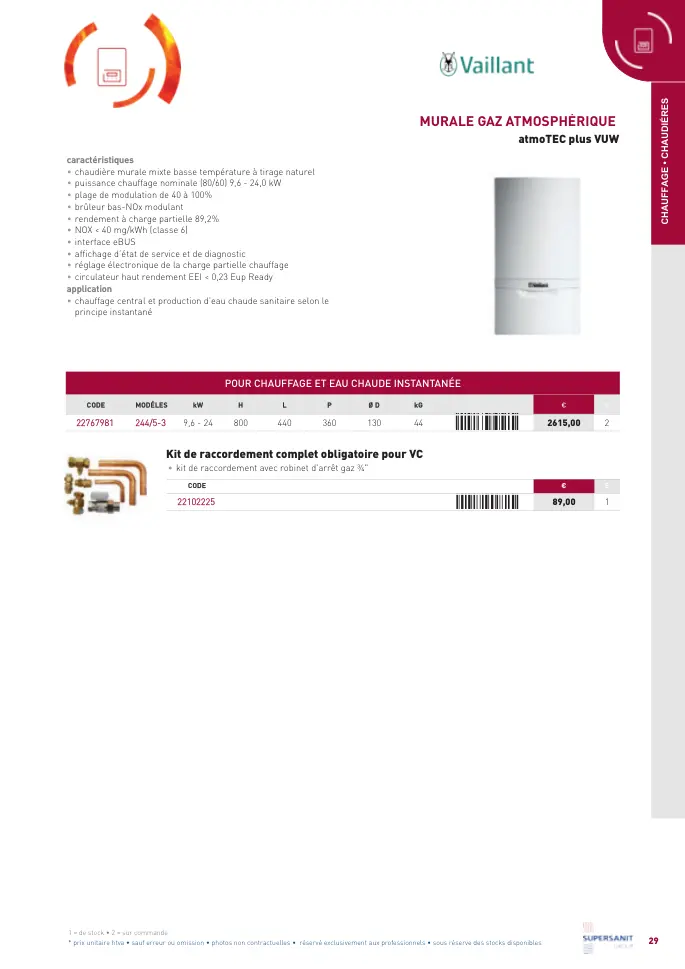 Vaillant
MURALE GAZ ATMOSPHÉRIQUE
atmoTEC plus VUW
CHAUFFAGE • CHAUDIÈRES
caractéristiques
• chaudière murale mixte basse température à tirage naturel
• puissance chauffage nominale (80/60) 9,6 - 24,0 kW
• plage de modulation de 40 à 100%
• brûleur bas-NOx modulant
• rendement à charge partielle 89,2%
• NOX < 40 mg/kWh (classe 6)
• interface eBUS
• affichage d'état de service et de diagnostic
• réglage électronique de la charge partielle chauffage
• circulateur haut rendement EEI < 0,23 Eup Ready
application
• chauffage central et production d'eau chaude sanitaire selon le
principe instantané
Vaillant
POUR CHAUFFAGE ET EAU CHAUDE INSTANTANÉE
CODE MODÈLES kW H L P Ø D kG €
22767981 244/5-3 9,6 - 24 800 440 360 130 44 2615,00 2
Kit de raccordement complet obligatoire pour VC
• kit de raccordement avec robinet d'arrêt gaz ¾"
CODE €
22102225 89,00 1
1 = de stock • 2 = sur commande
* prix unitaire htva • sauf erreur ou omission • photos non contractuelles • réservé exclusivement aux professionnels • sous réserve des stocks disponibles
SUPERSANIT
GROUP
29